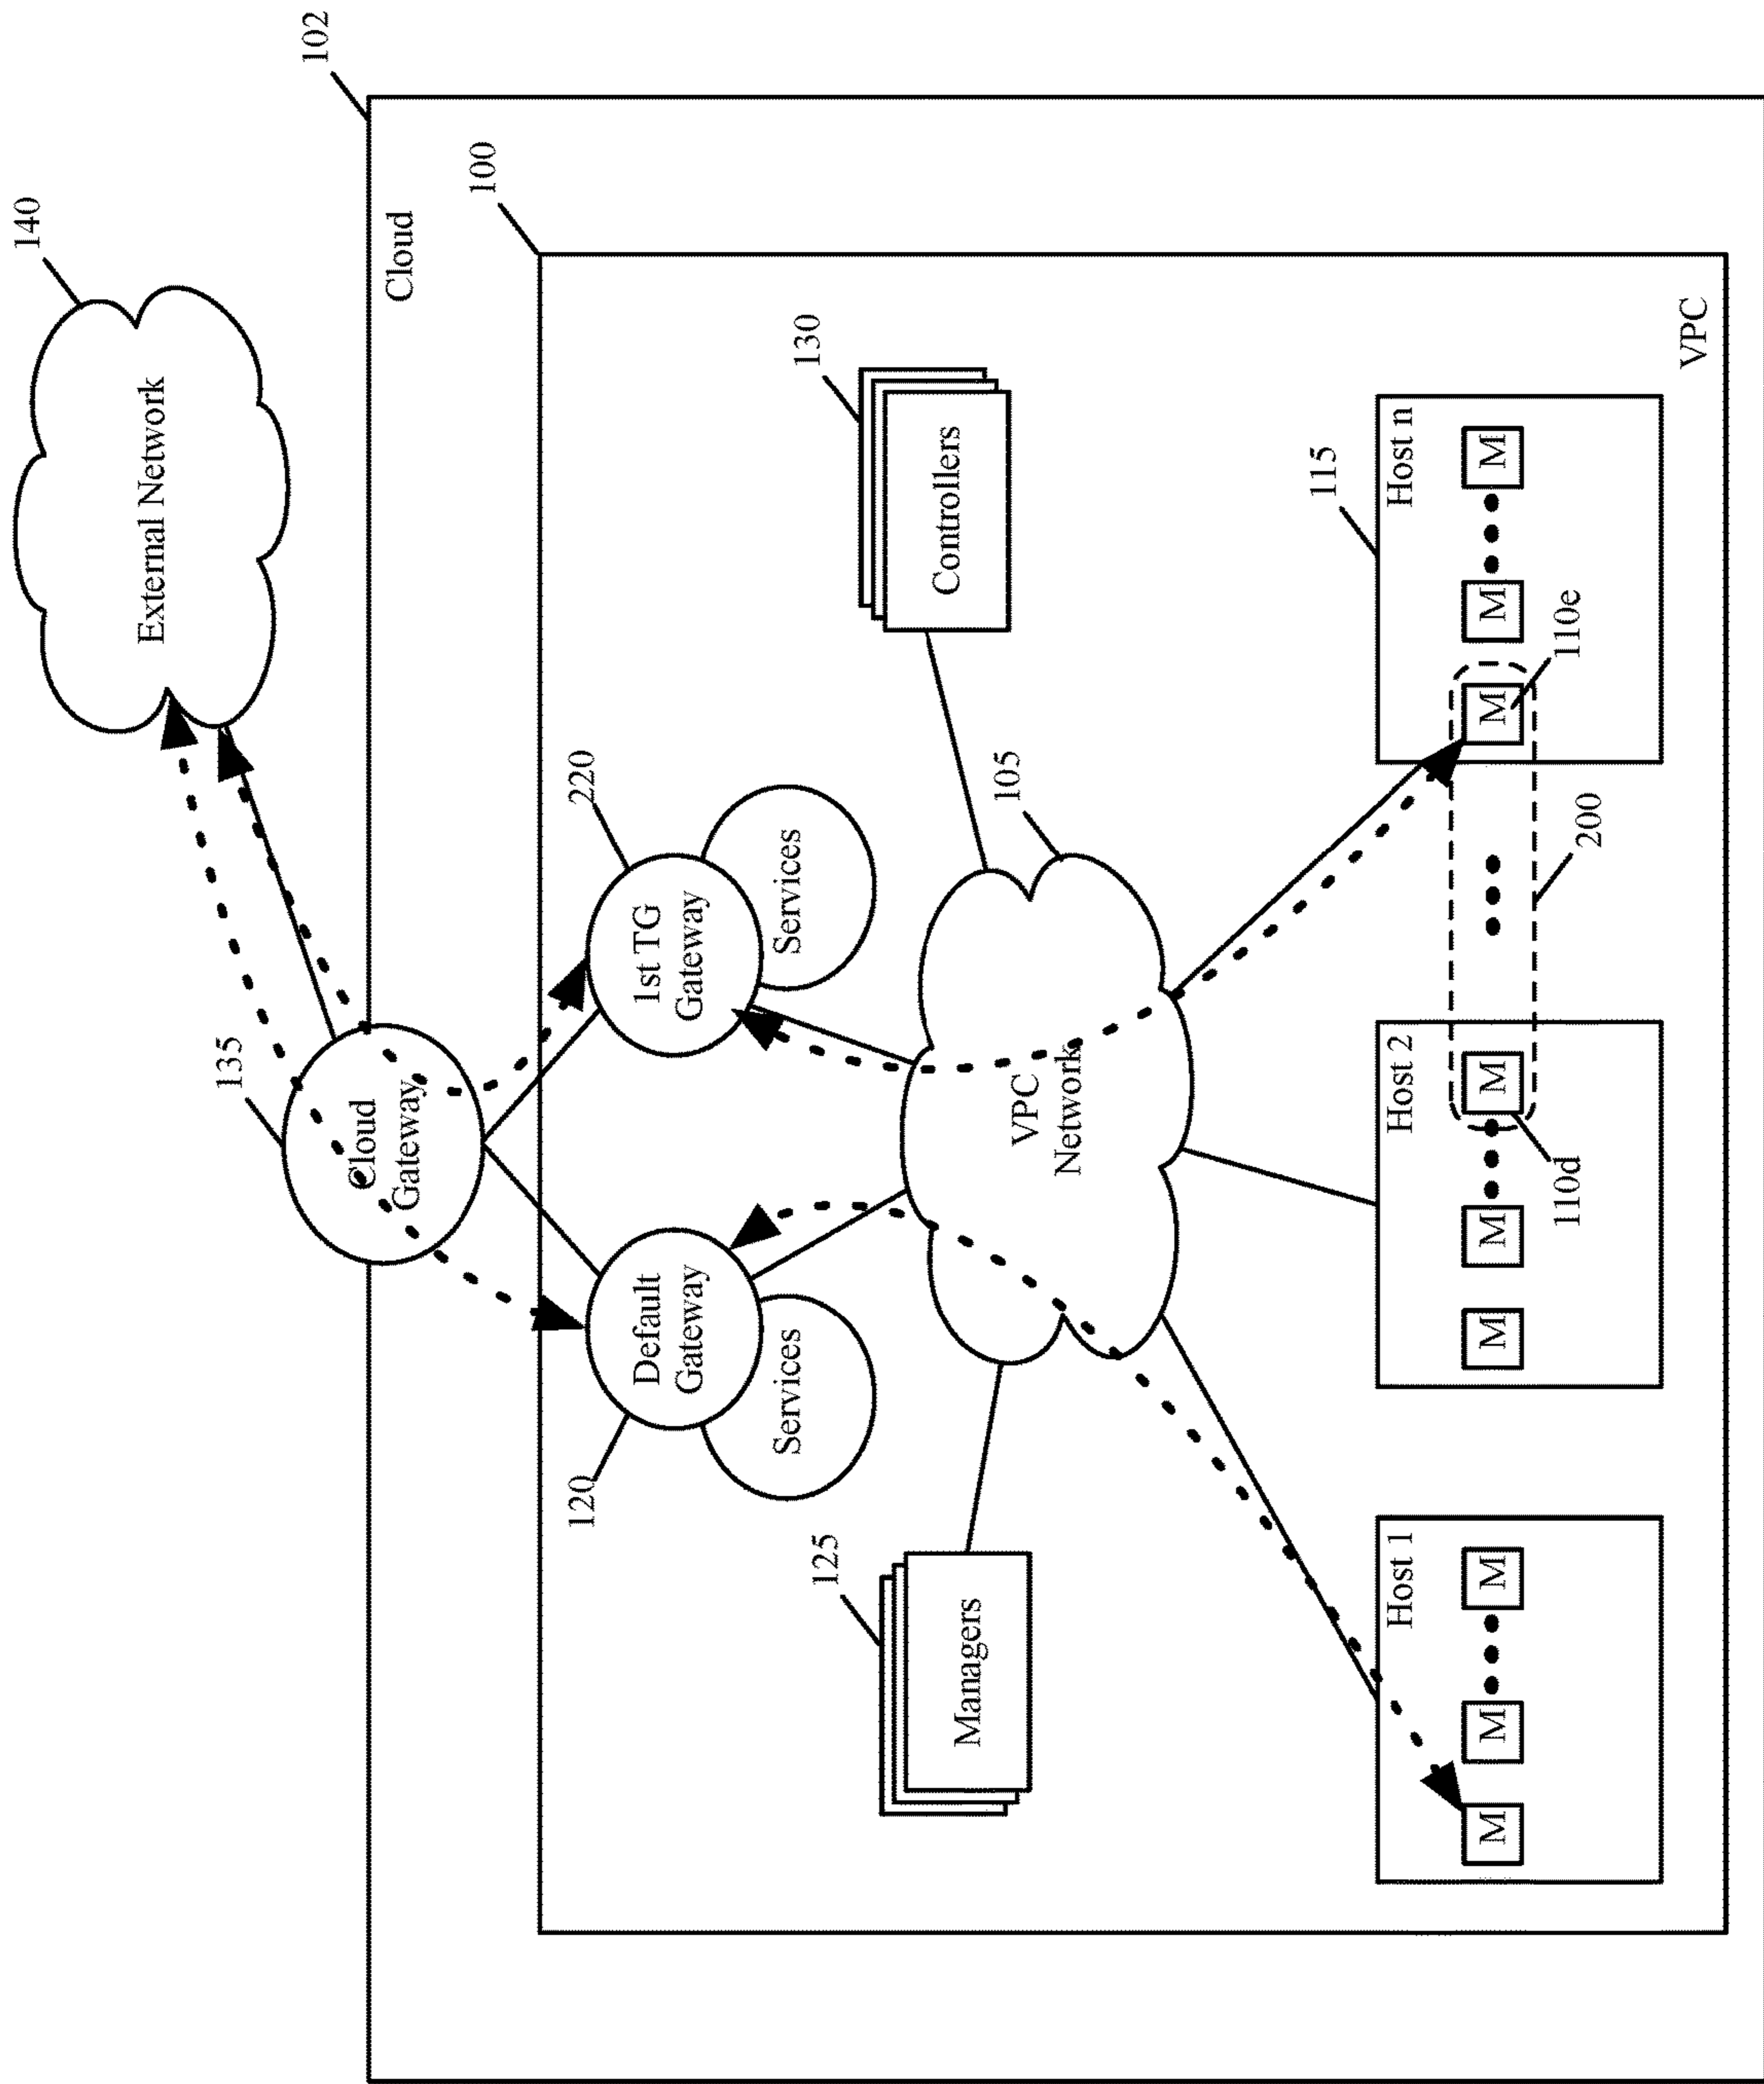 140
External Network
102
Cloud
135
Cloud
Gateway
100
120
Default
Gateway
Services
220
1st TG
Gateway
Services
125
Managers
130
Controllers
105
VPC
Network
115
Host 1
M
M
M
Host 2
M
M
M
Host n
M
M
M
110d
200
110e
VPC